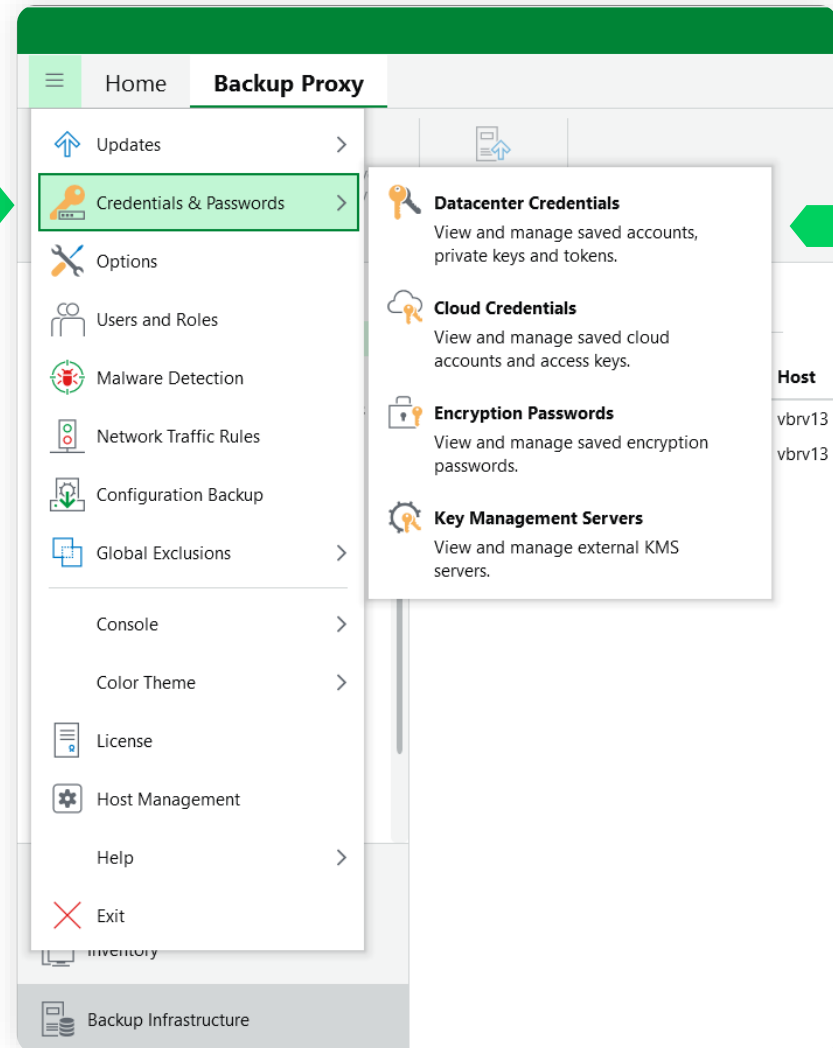 Home
Backup Proxy
Updates
Credentials & Passwords
Options
Users and Roles
Malware Detection
Network Traffic Rules
Configuration Backup
Global Exclusions
Console
Color Theme
License
Host Management
Help
Exit
Datacenter Credentials
View and manage saved accounts,
private keys and tokens.
Cloud Credentials
View and manage saved cloud
accounts and access keys.
Encryption Passwords
View and manage saved encryption
passwords.
Key Management Servers
View and manage external KMS
servers.
Host
vbrv13
vbrv13
Inventory
Backup Infrastructure